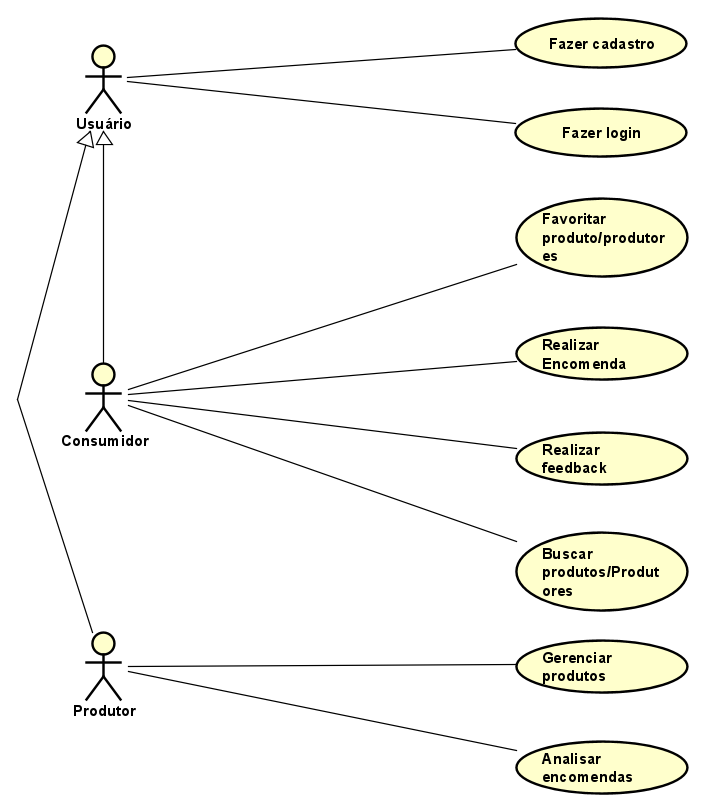 Fazer cadastro
Usuário
Fazer login
Favoritar
produto/produtor
es
Realizar
Encomenda
Consumidor
Realizar
feedback
Buscar
produtos/Produt
ores
Gerenciar
produtos
Produtor
Analisar
encomendas